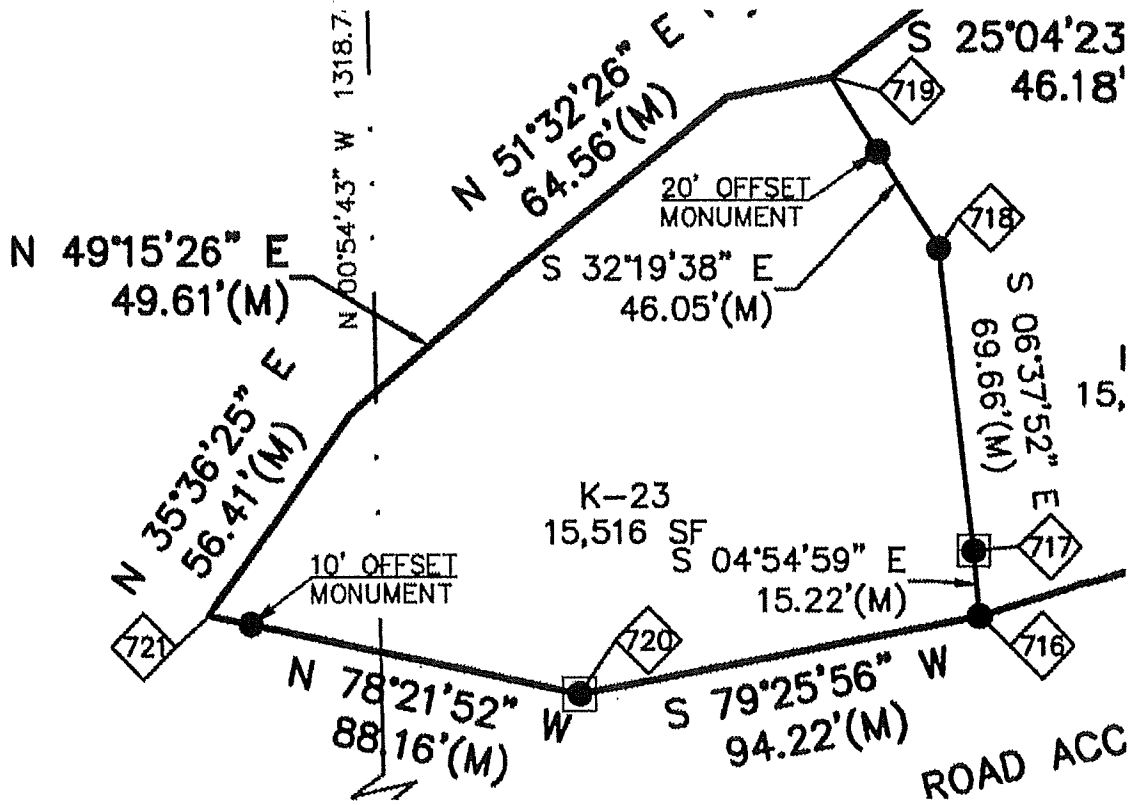 N 00°54'43" W 1318.7
N 51°32'26" E
64.56'(M)
S 25°04'23
46.18'
719
20' OFFSET
MONUMENT
718
N 49°15'26" E
49.61'(M)
S 32°19'38" E
46.05'(M)
S 06°37'52" E
69.66'(M)
15,
N 35°36'25" E
56.41'(M)
K-23
15,516 SF
S 04°54'59" E
15.22'(M)
717
10' OFFSET
MONUMENT
721
720
716
N 78°21'52" W
88.16'(M)
S 79°25'56" W
94.22'(M)
ROAD ACC